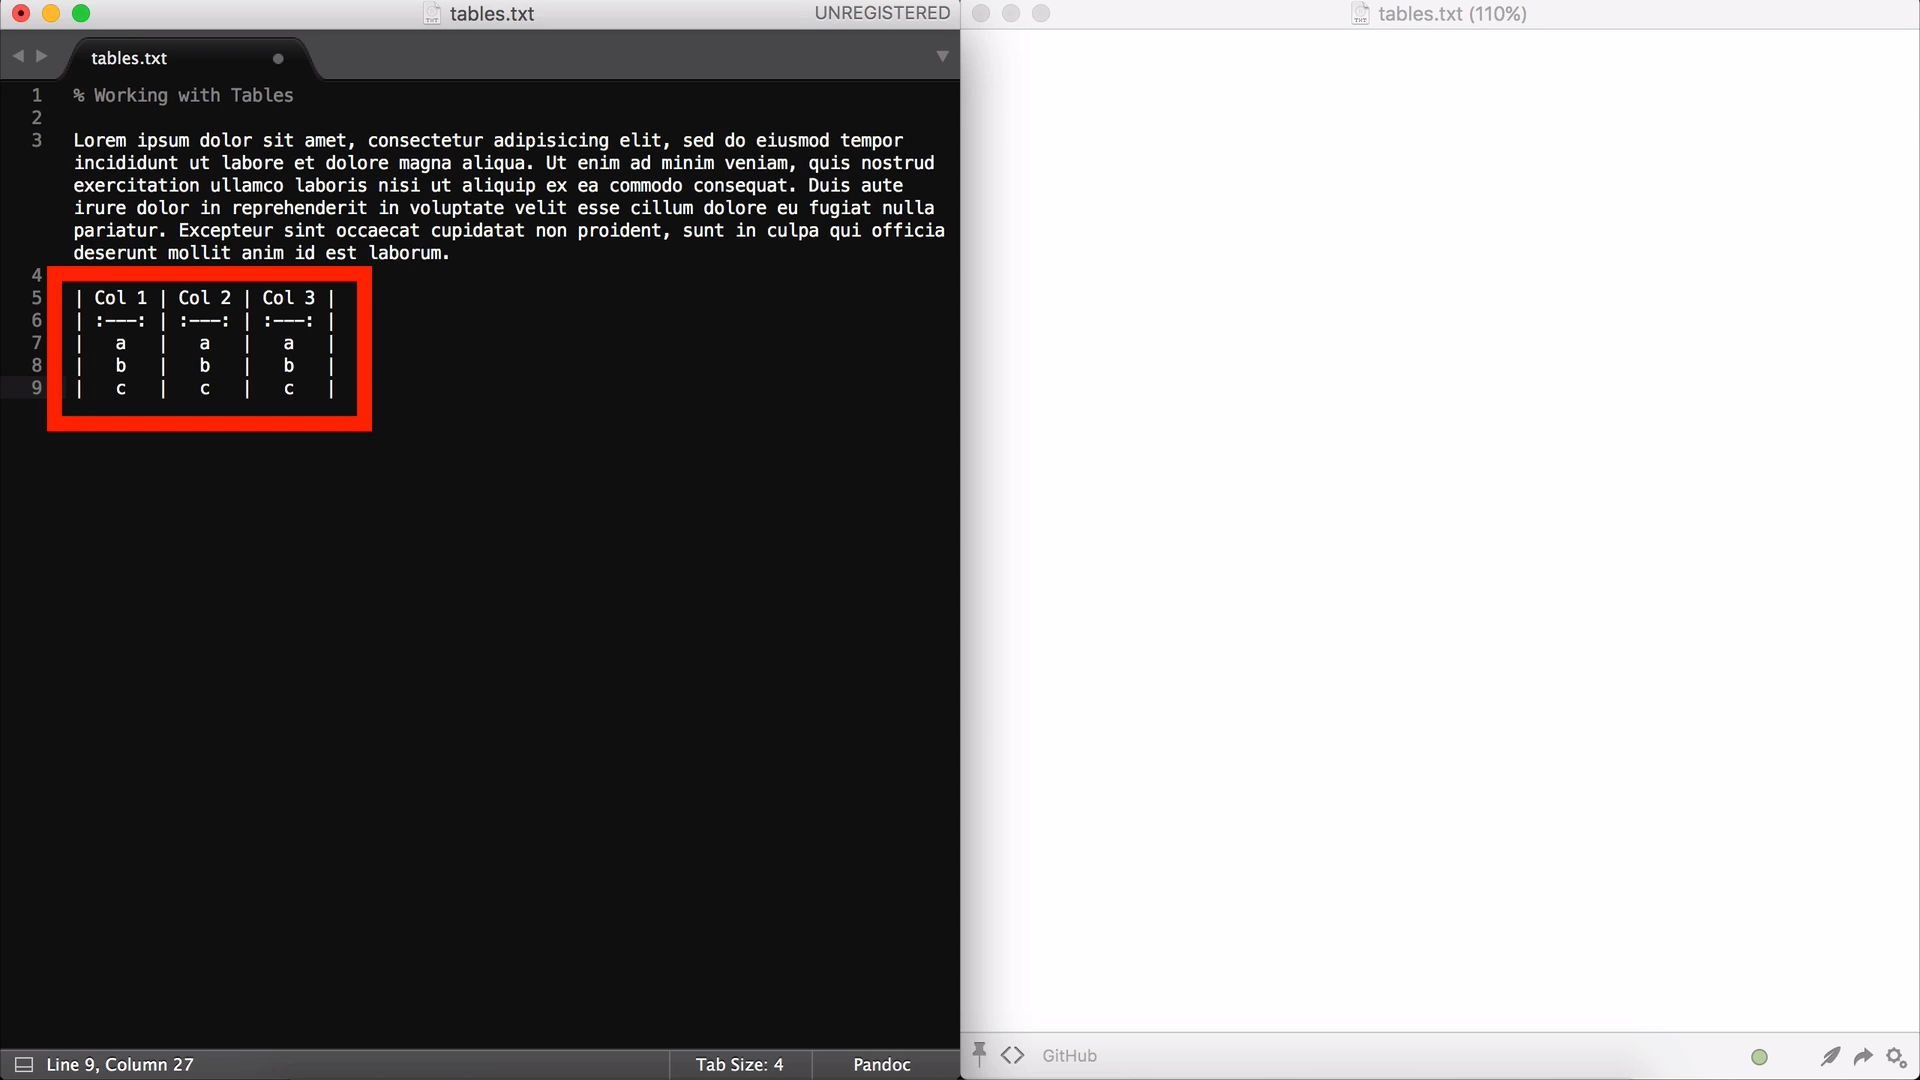 tables.txt
UNREGISTERED
tables.txt (110%)
tables.txt
1 % Working with Tables
2
3 Lorem ipsum dolor sit amet, consectetur adipisicing elit, sed do eiusmod tempor
incididunt ut labore et dolore magna aliqua. Ut enim ad minim veniam, quis nostrud
exercitation ullamco laboris nisi ut aliquip ex ea commodo consequat. Duis aute
irure dolor in reprehenderit in voluptate velit esse cillum dolore eu fugiat nulla
pariatur. Excepteur sint occaecat cupidatat non proident, sunt in culpa qui officia
deserunt mollit anim id est laborum.
4
5 | Col 1 | Col 2 | Col 3 |
6 | :---: | :---: | :---: |
7 | a | a | a |
8 | b | b | b |
9 | c | c | c |
Line 9, Column 27
Tab Size: 4
Pandoc
GitHub